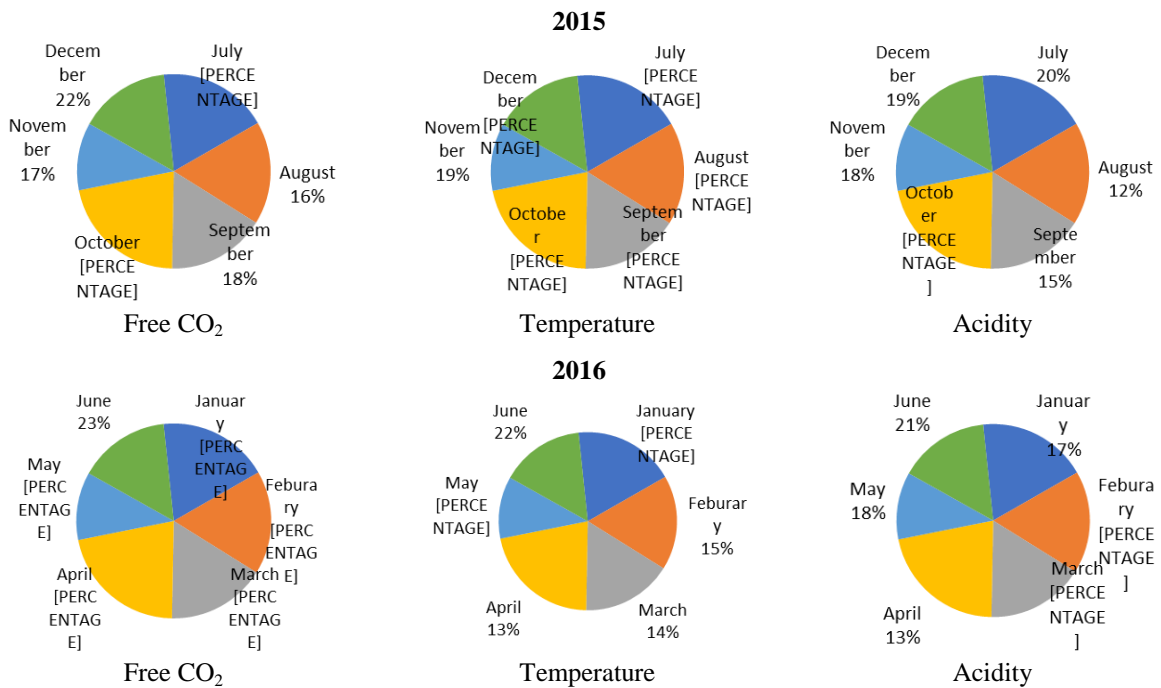 2015
Decem
ber
22%
July
[PERCE
NTAGE]
Novem
ber
17%
August
16%
October
[PERCE
NTAGE]
Septem
ber
18%
Free CO₂
Decem
ber
[PERCE
NTAGE]
July
[PERCE
NTAGE]
Novem
ber
19%
August
[PERCE
NTAGE]
Octobe
r
[PERCE
NTAGE]
Septem
ber
[PERCE
NTAGE]
Temperature
Decem
ber
19%
July
20%
Novem
ber
18%
August
12%
Octob
er
[PERCE
NTAGE
]
Septe
mber
15%
Acidity
2016
June
23%
Januar
y
[PERC
ENTAG
E]
May
[PERC
ENTAG
E]
Febura
ry
[PERC
ENTAG
E]
April
[PERC
ENTAG
E]
March
[PERC
ENTAG
E]
Free CO₂
June
22%
January
[PERCE
NTAGE]
May
[PERCE
NTAGE]
Feburar
y
15%
April
13%
March
14%
Temperature
June
21%
Januar
y
17%
May
18%
Febura
ry
[PERCE
NTAGE
]
April
13%
March
[PERCE
NTAGE
]
Acidity